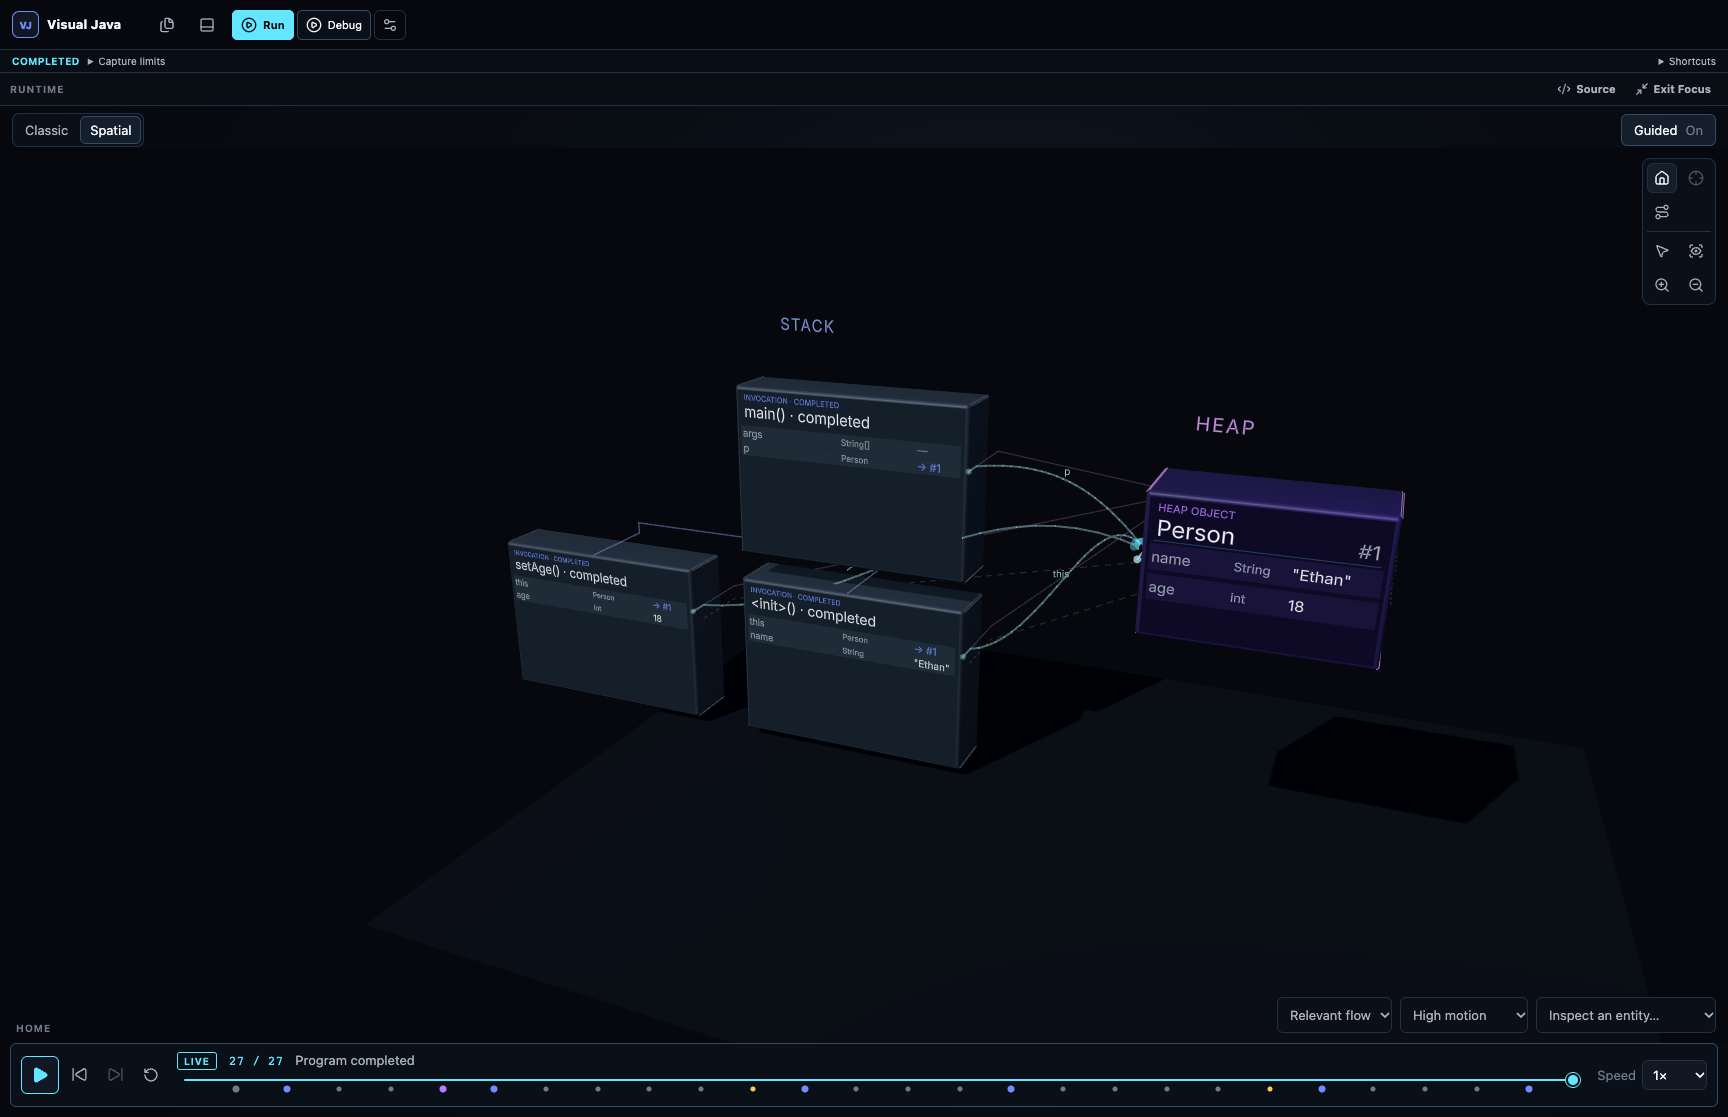 VJ Visual Java Run Debug
COMPLETED Capture limits Shortcuts
RUNTIME Source Exit Focus
Classic Spatial Guided On
STACK
INVOCATION · COMPLETED
main() · completed
args String[] —
p Person → #1
p
HEAP
HEAP OBJECT
Person #1
name String "Ethan"
age int 18
INVOCATION · COMPLETED
setAge() · completed
this Person → #1
age int 18
INVOCATION · COMPLETED
<init>() · completed
this Person → #1
name String "Ethan"
this
Relevant flow High motion Inspect an entity...
HOME
LIVE 27 / 27 Program completed
Speed 1×